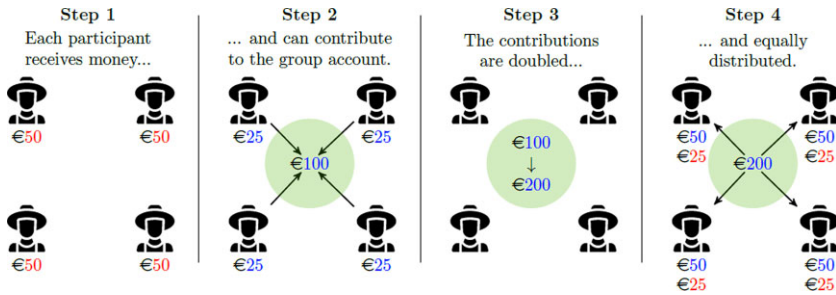 Step 1
Each participant
receives money...
€50
€50
€50
€50
Step 2
... and can contribute
to the group account.
€25
€25
€100
€25
€25
Step 3
The contributions
are doubled...
€100
↓
€200
Step 4
... and equally
distributed.
€50
€25
€50
€25
€200
€50
€25
€50
€25